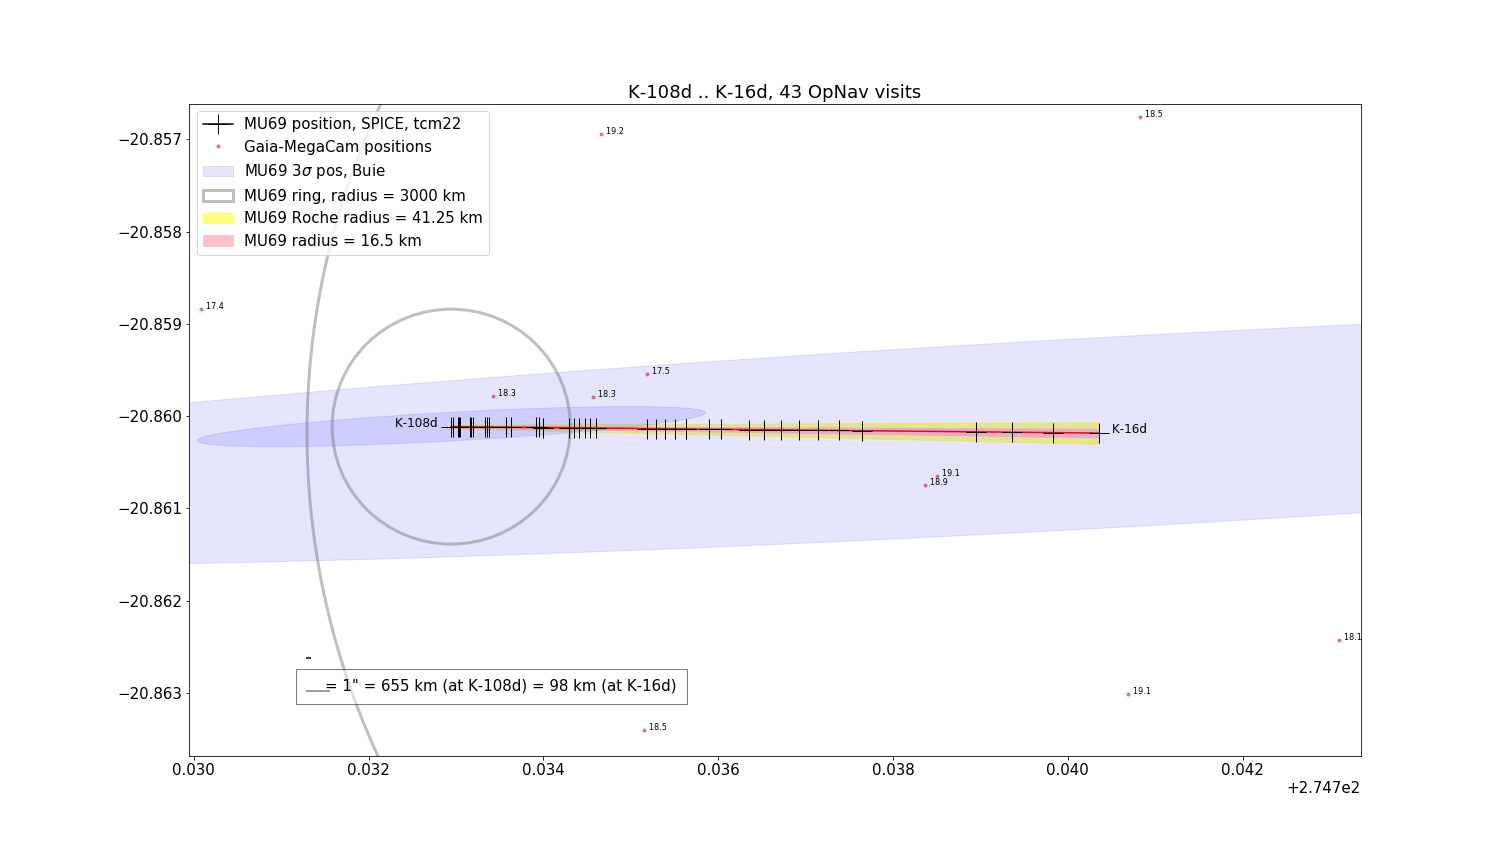 K-108d .. K-16d, 43 OpNav visits
MU69 position, SPICE, tcm22
Gaia-MegaCam positions
MU69 3σ pos, Buie
MU69 ring, radius = 3000 km
MU69 Roche radius = 41.25 km
MU69 radius = 16.5 km
−20.857
−20.858
−20.859
−20.860
−20.861
−20.862
−20.863
19.2
18.5
17.4
17.5
18.3
18.3
K-108d
K-16d
19.1
18.9
18.1
19.1
18.5
= 1" = 655 km (at K-108d) = 98 km (at K-16d)
0.030
0.032
0.034
0.036
0.038
0.040
0.042
+2.747e2